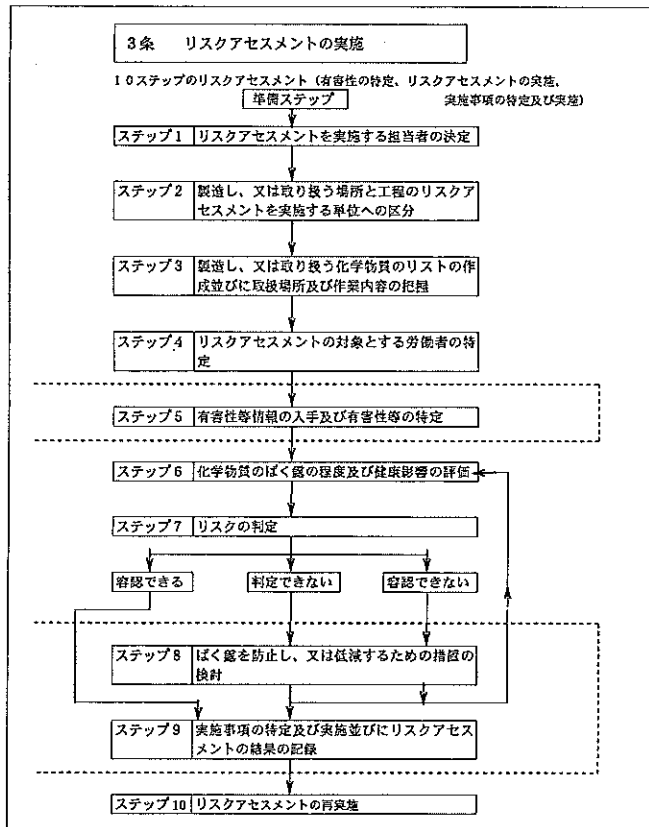 3条 リスクアセスメントの実施
10ステップのリスクアセスメント（有害性の特定、リスクアセスメントの実施、
準備ステップ 実施事項の特定及び実施）
ステップ1 リスクアセスメントを実施する担当者の決定
ステップ2 製造し、又は取り扱う場所と工程のリスクア
セスメントを実施する単位への区分
ステップ3 製造し、又は取り扱う化学物質のリストの作
成並びに取扱場所及び作業内容の把握
ステップ4 リスクアセスメントの対象とする労働者の特
定
ステップ5 有害性等情報の入手及び有害性等の特定
ステップ6 化学物質のばく露の程度及び健康影響の評価
ステップ7 リスクの判定
容認できる 判定できない 容認できない
ステップ8 ばく露を防止し、又は低減するための措置の
検討
ステップ9 実施事項の特定及び実施並びにリスクアセス
メントの結果の記録
ステップ10 リスクアセスメントの再実施